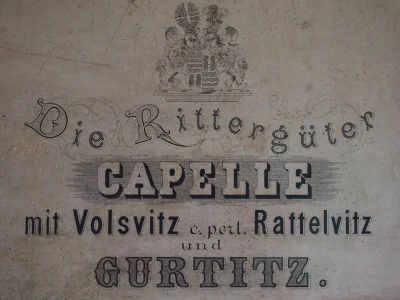 Die Rittergüter
CAPELLE
mit Volsvitz c. pert. Rattelvitz
und
GURTITZ.